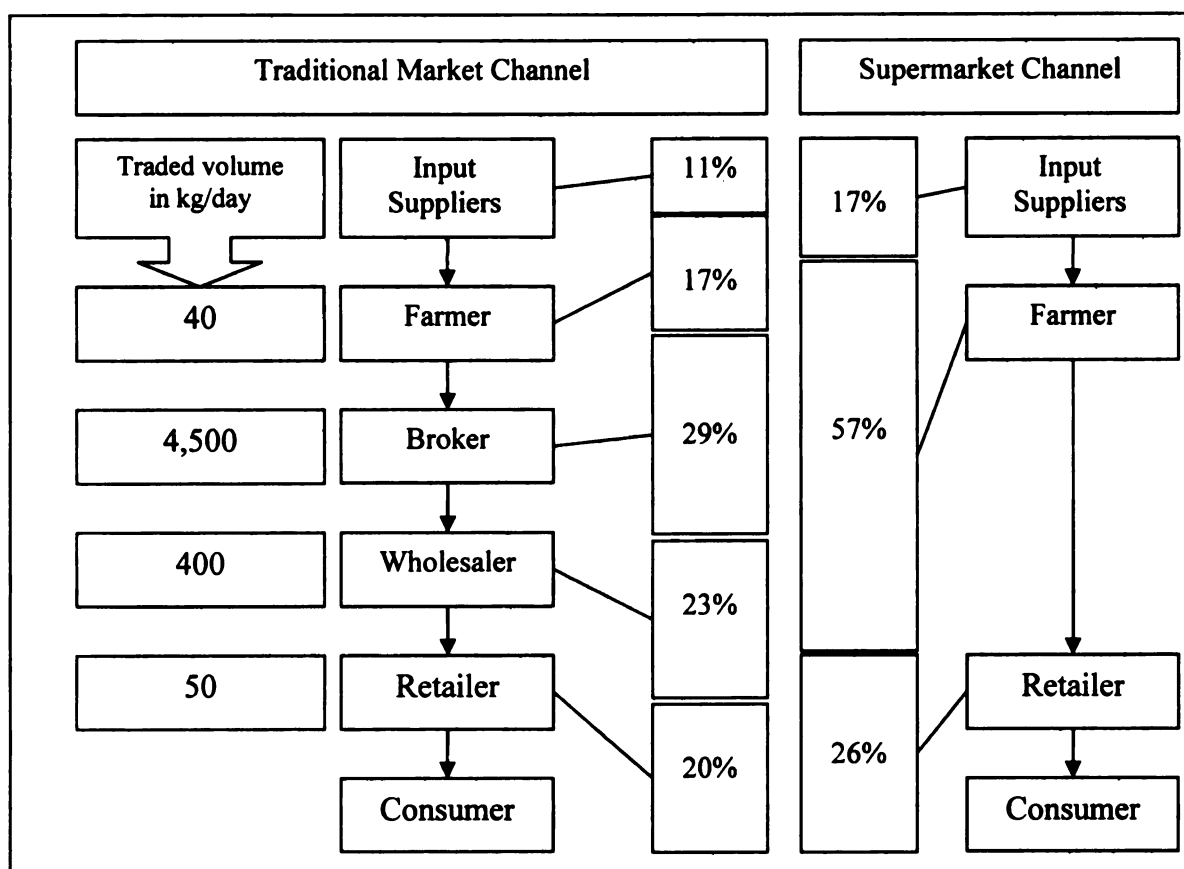 Traditional Market Channel
Supermarket Channel
Traded volume
in kg/day
Input
Suppliers
11%
17%
Input
Suppliers
17%
40
Farmer
Farmer
4,500
Broker
29%
57%
400
Wholesaler
23%
50
Retailer
Retailer
20%
26%
Consumer
Consumer